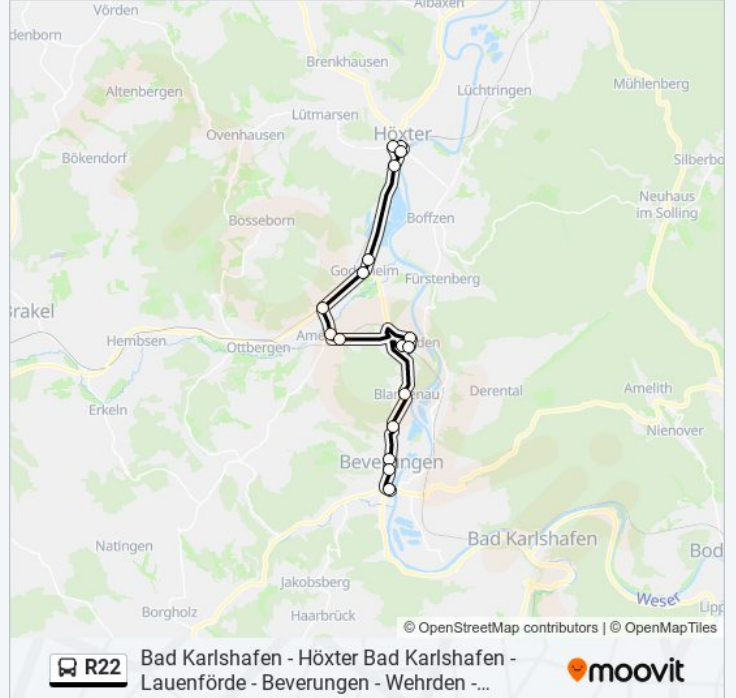 Vörden
Albaxen
denborn
Brenkhausen
Mühlenberg
Altenbergen
Lüchtringen
Lütmarsen
Ovenhausen
Höxter
Bökendorf
Silberbo
Neuhaus
im Solling
Bosseborn
Boffzen
Godelheim
Fürstenberg
Brakel
Hembsen
Ottbergen
Erkeln
Blankenau
Derental
Amelith
Nienover
Beverungen
Natingen
Bad Karlshafen
Bod
Jakobsberg
Weser
Lipp
Borgholz
Haarbrück
© OpenStreetMap contributors | © OpenMapTiles
R22
Bad Karlshafen - Höxter Bad Karlshafen -
Lauenförde - Beverungen - Wehrden -...
moovit